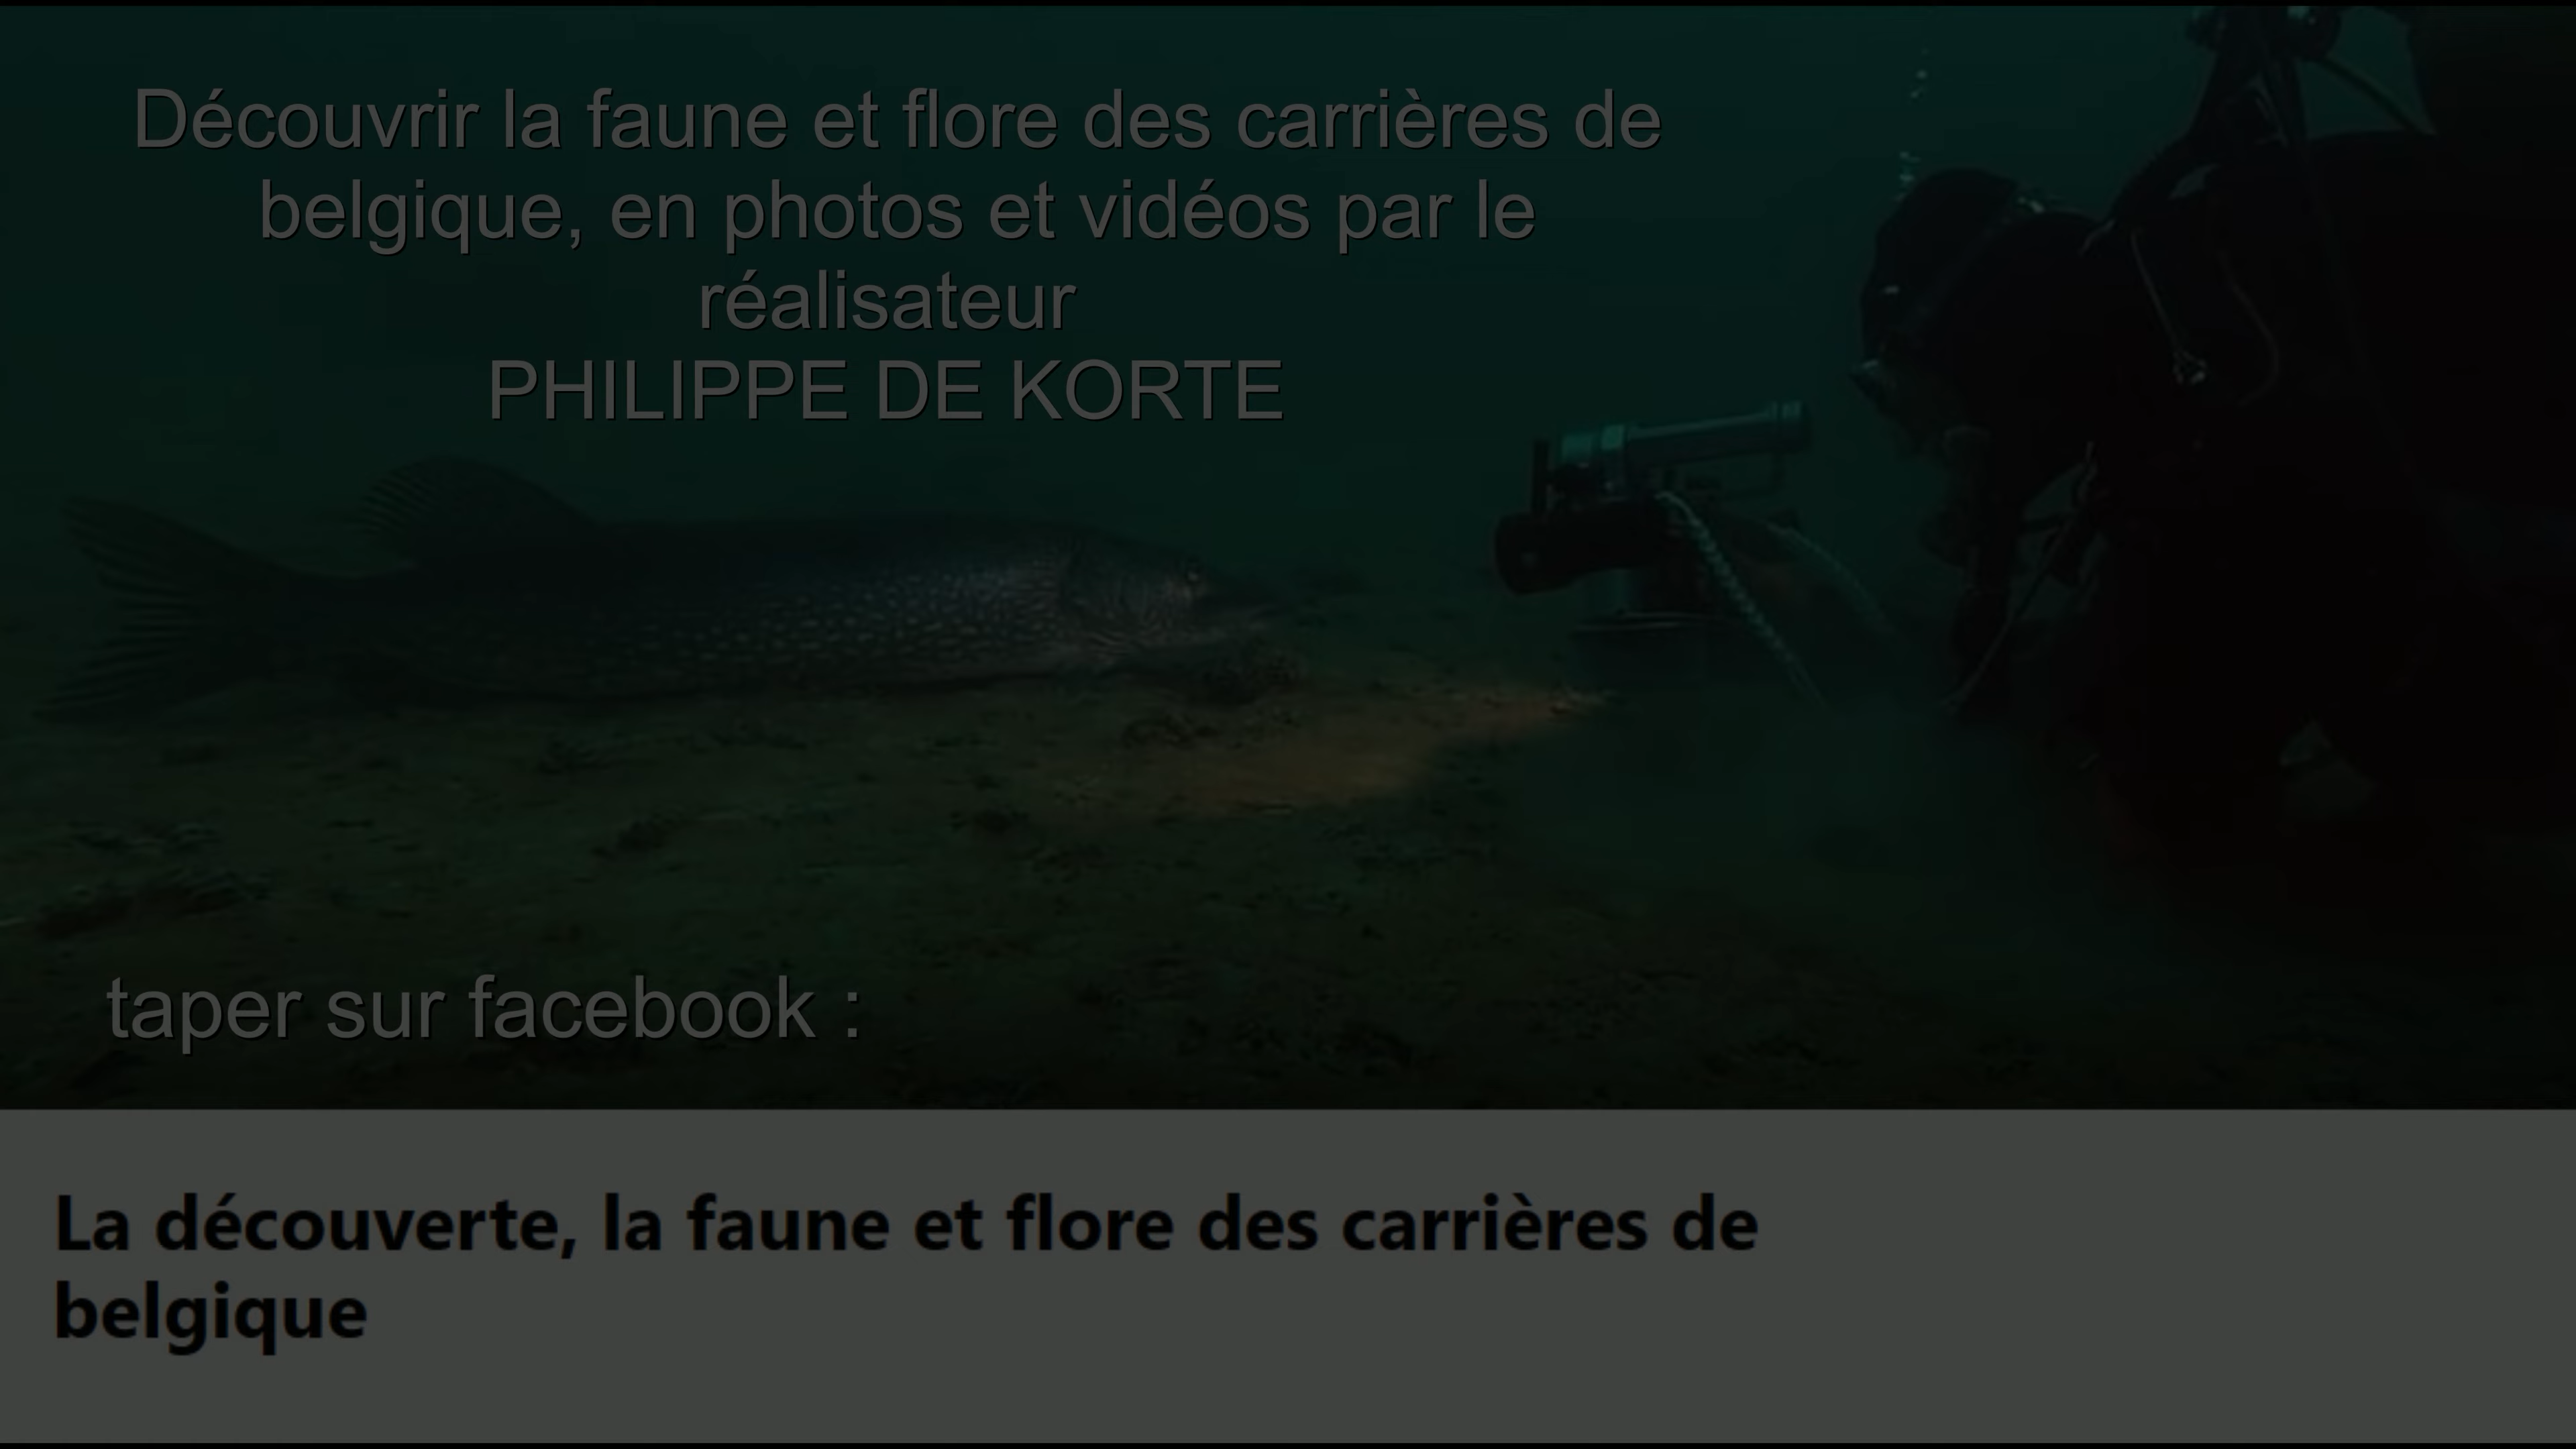 Découvrir la faune et flore des carrières de
belgique, en photos et vidéos par le
réalisateur
PHILIPPE DE KORTE
taper sur facebook :
La découverte, la faune et flore des carrières de
belgique